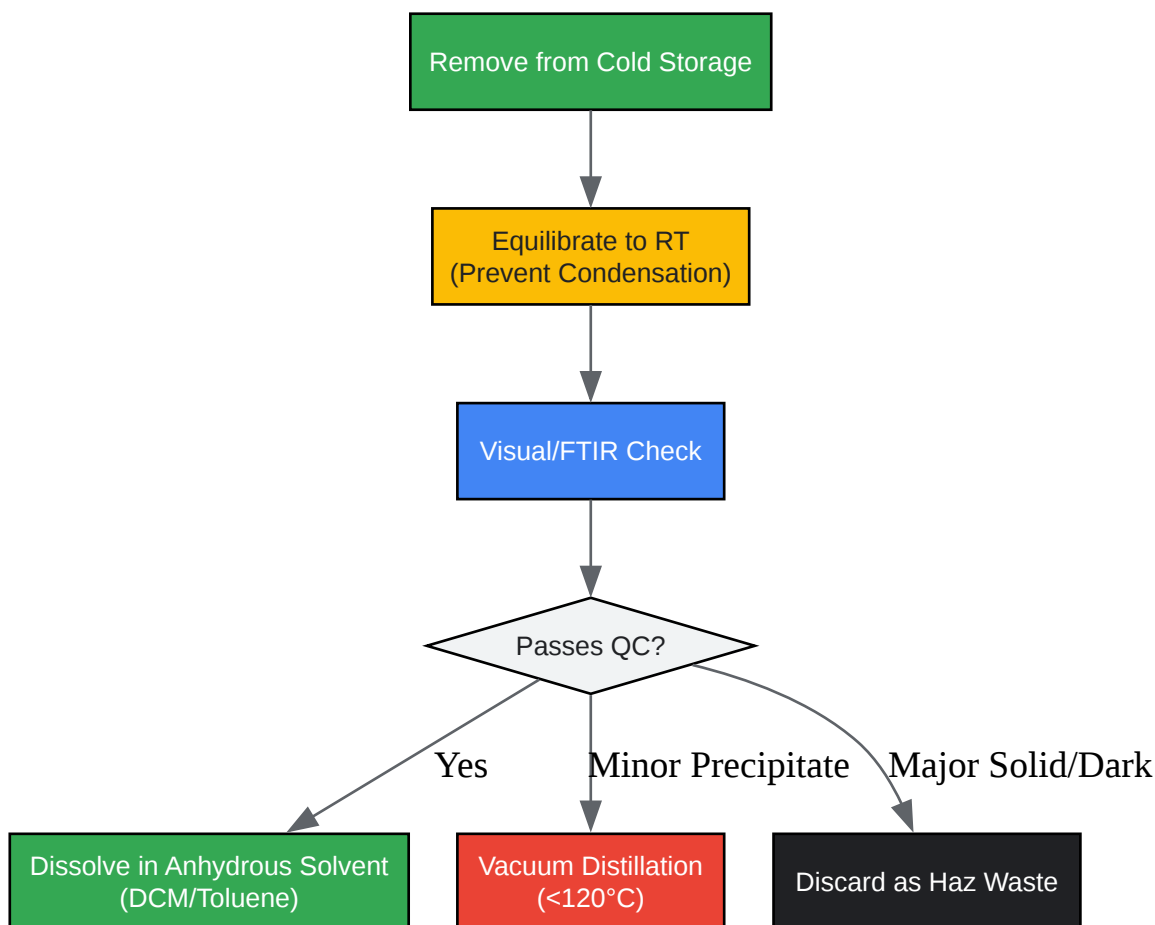 Remove from Cold Storage
Equilibrate to RT
(Prevent Condensation)
Visual/FTIR Check
Passes QC?
Yes
Minor Precipitate
Major Solid/Dark
Dissolve in Anhydrous Solvent
(DCM/Toluene)
Vacuum Distillation
(<120°C)
Discard as Haz Waste